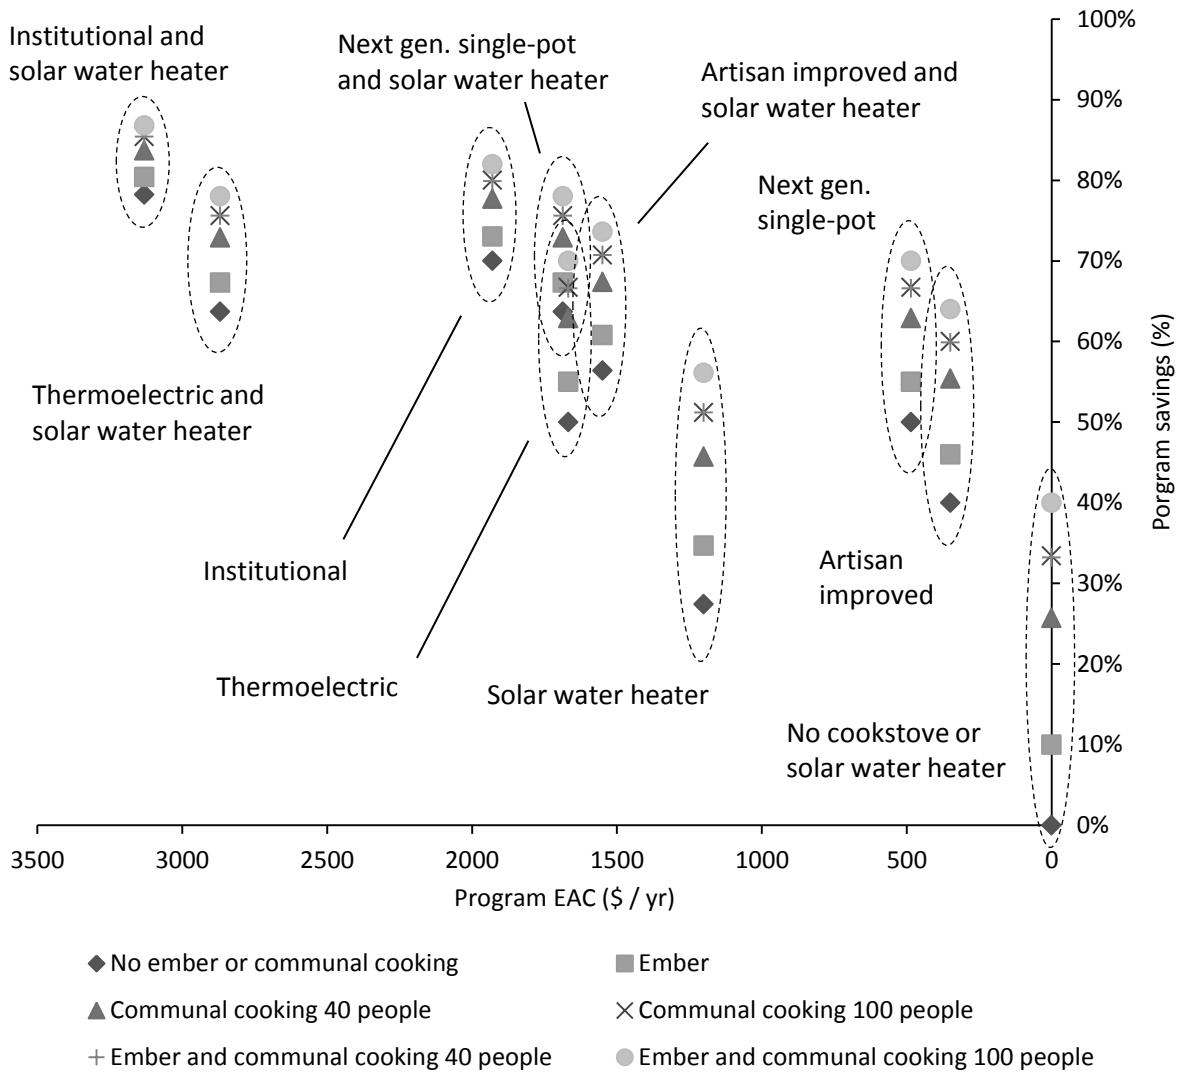 Institutional and
solar water heater
Next gen. single-pot
and solar water heater
Artisan improved and
solar water heater
Next gen.
single-pot
Thermoelectric and
solar water heater
Institutional
Thermoelectric
Solar water heater
Artisan
improved
No cookstove or
solar water heater
100%
90%
80%
70%
60%
50%
40%
30%
20%
10%
0%
Porgram savings (%)
3500 3000 2500 2000 1500 1000 500 0
Program EAC ($ / yr)
No ember or communal cooking
Ember
Communal cooking 40 people
Communal cooking 100 people
Ember and communal cooking 40 people
Ember and communal cooking 100 people